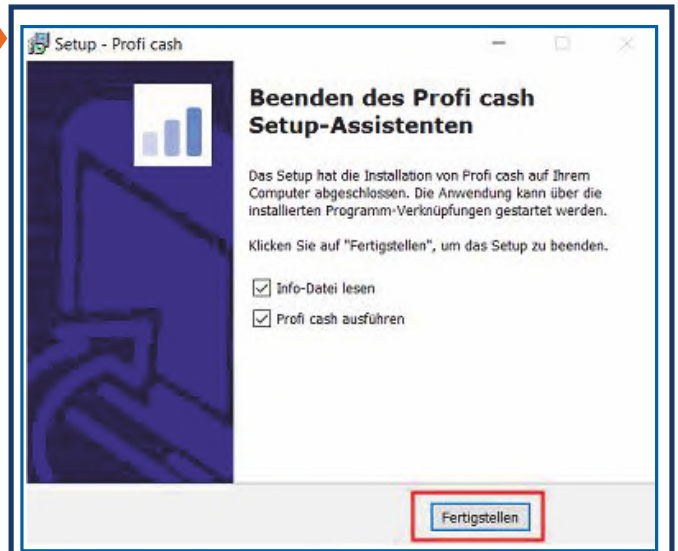 Setup - Profi cash
Beenden des Profi cash
Setup-Assistenten
Das Setup hat die Installation von Profi cash auf Ihrem
Computer abgeschlossen. Die Anwendung kann über die
installierten Programm-Verknüpfungen gestartet werden.
Klicken Sie auf "Fertigstellen", um das Setup zu beenden.
Info-Datei lesen
Profi cash ausführen
Fertigstellen